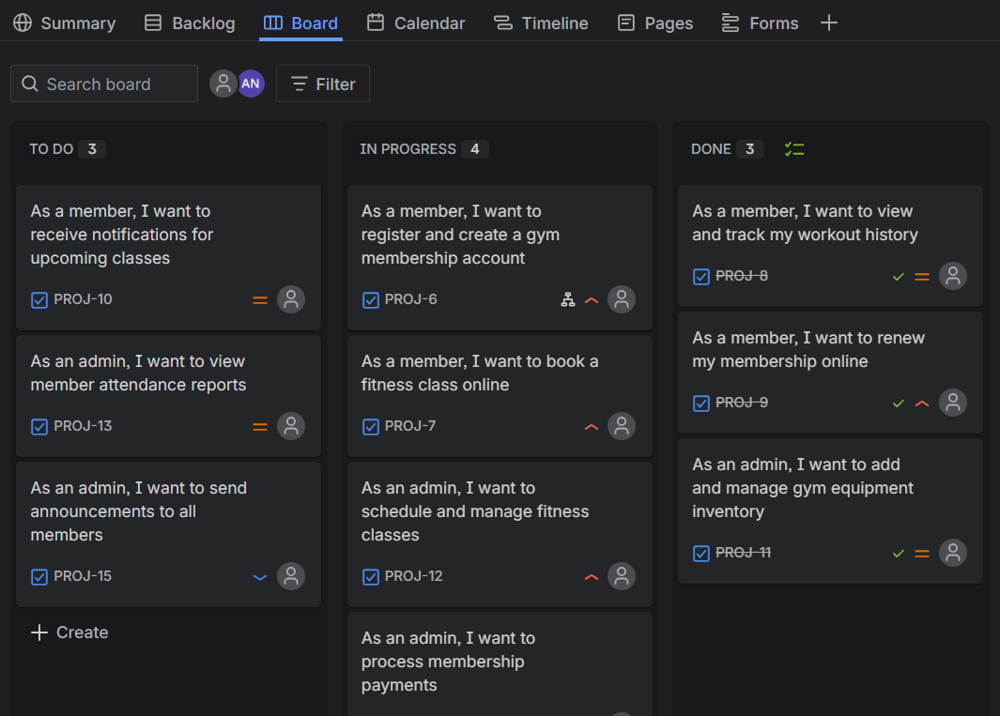 Summary Backlog Board Calendar Timeline Pages Forms
Search board AN Filter
TO DO 3
As a member, I want to
receive notifications for
upcoming classes
PROJ-10
As an admin, I want to view
member attendance reports
PROJ-13
As an admin, I want to send
announcements to all
members
PROJ-15
Create
IN PROGRESS 4
As a member, I want to
register and create a gym
membership account
PROJ-6
As a member, I want to book a
fitness class online
PROJ-7
As an admin, I want to
schedule and manage fitness
classes
PROJ-12
As an admin, I want to
process membership
payments
DONE 3
As a member, I want to view
and track my workout history
PROJ-8
As a member, I want to renew
my membership online
PROJ-9
As an admin, I want to add
and manage gym equipment
inventory
PROJ-11